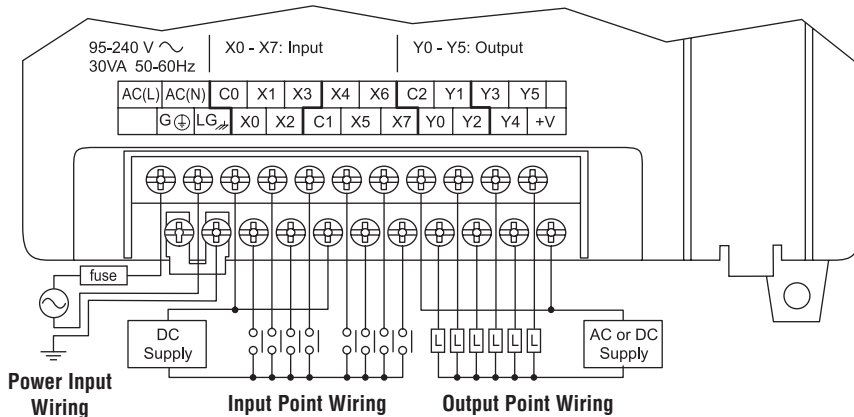 95-240 V
30VA 50-60Hz
X0 - X7: Input
Y0 - Y5: Output
AC(L) AC(N) C0 X1 X3 X4 X6 C2 Y1 Y3 Y5
G LG X0 X2 C1 X5 X7 Y0 Y2 Y4 +V
fuse
DC
Supply
L L L L L L
AC or DC
Supply
Power Input
Wiring
Input Point Wiring
Output Point Wiring